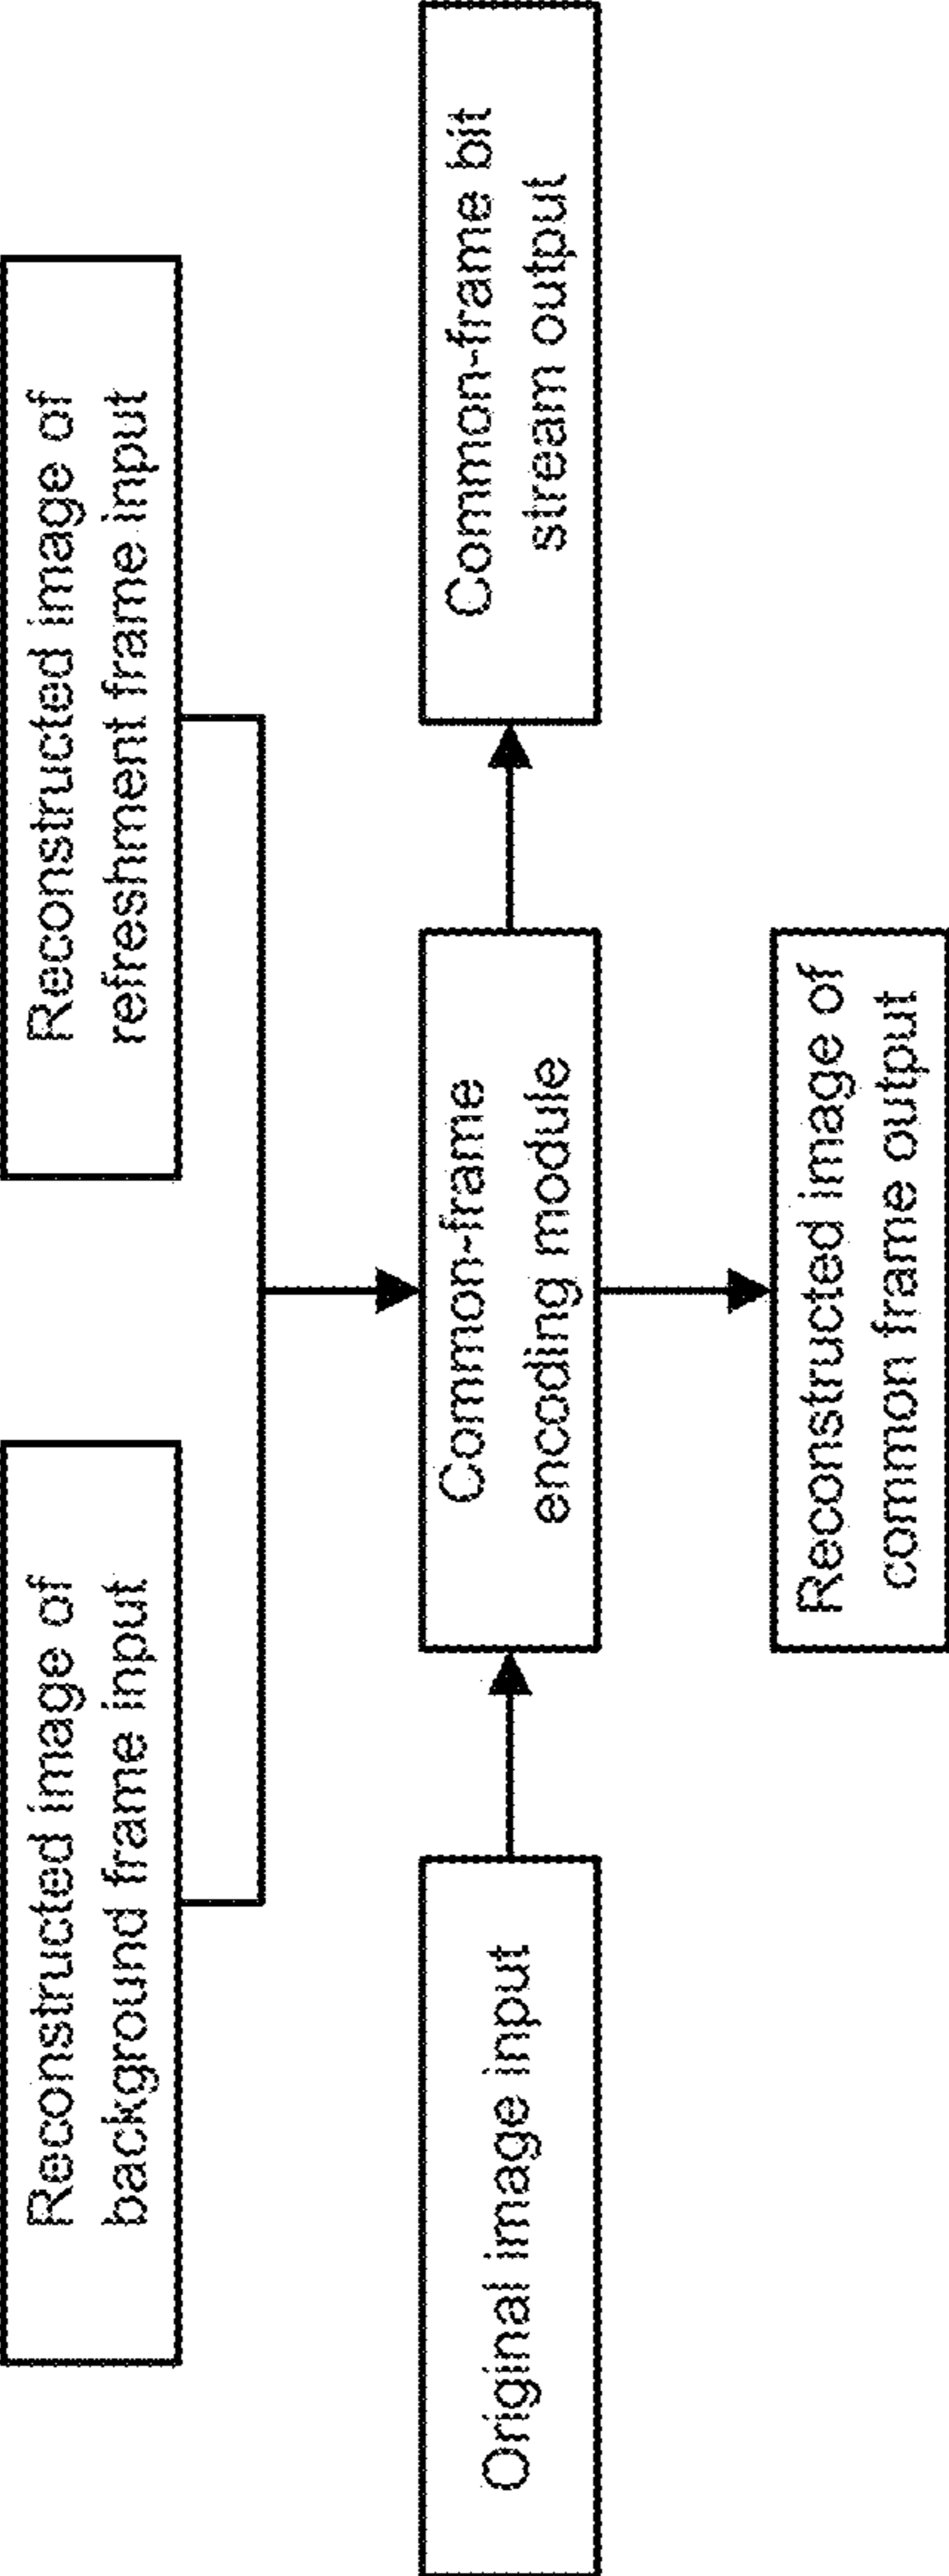 Reconstructed image of
background frame input
Reconstructed image of
refreshment frame input
Original image input
Common-frame
encoding module
Common-frame bit
stream output
Reconstructed image of
common frame output